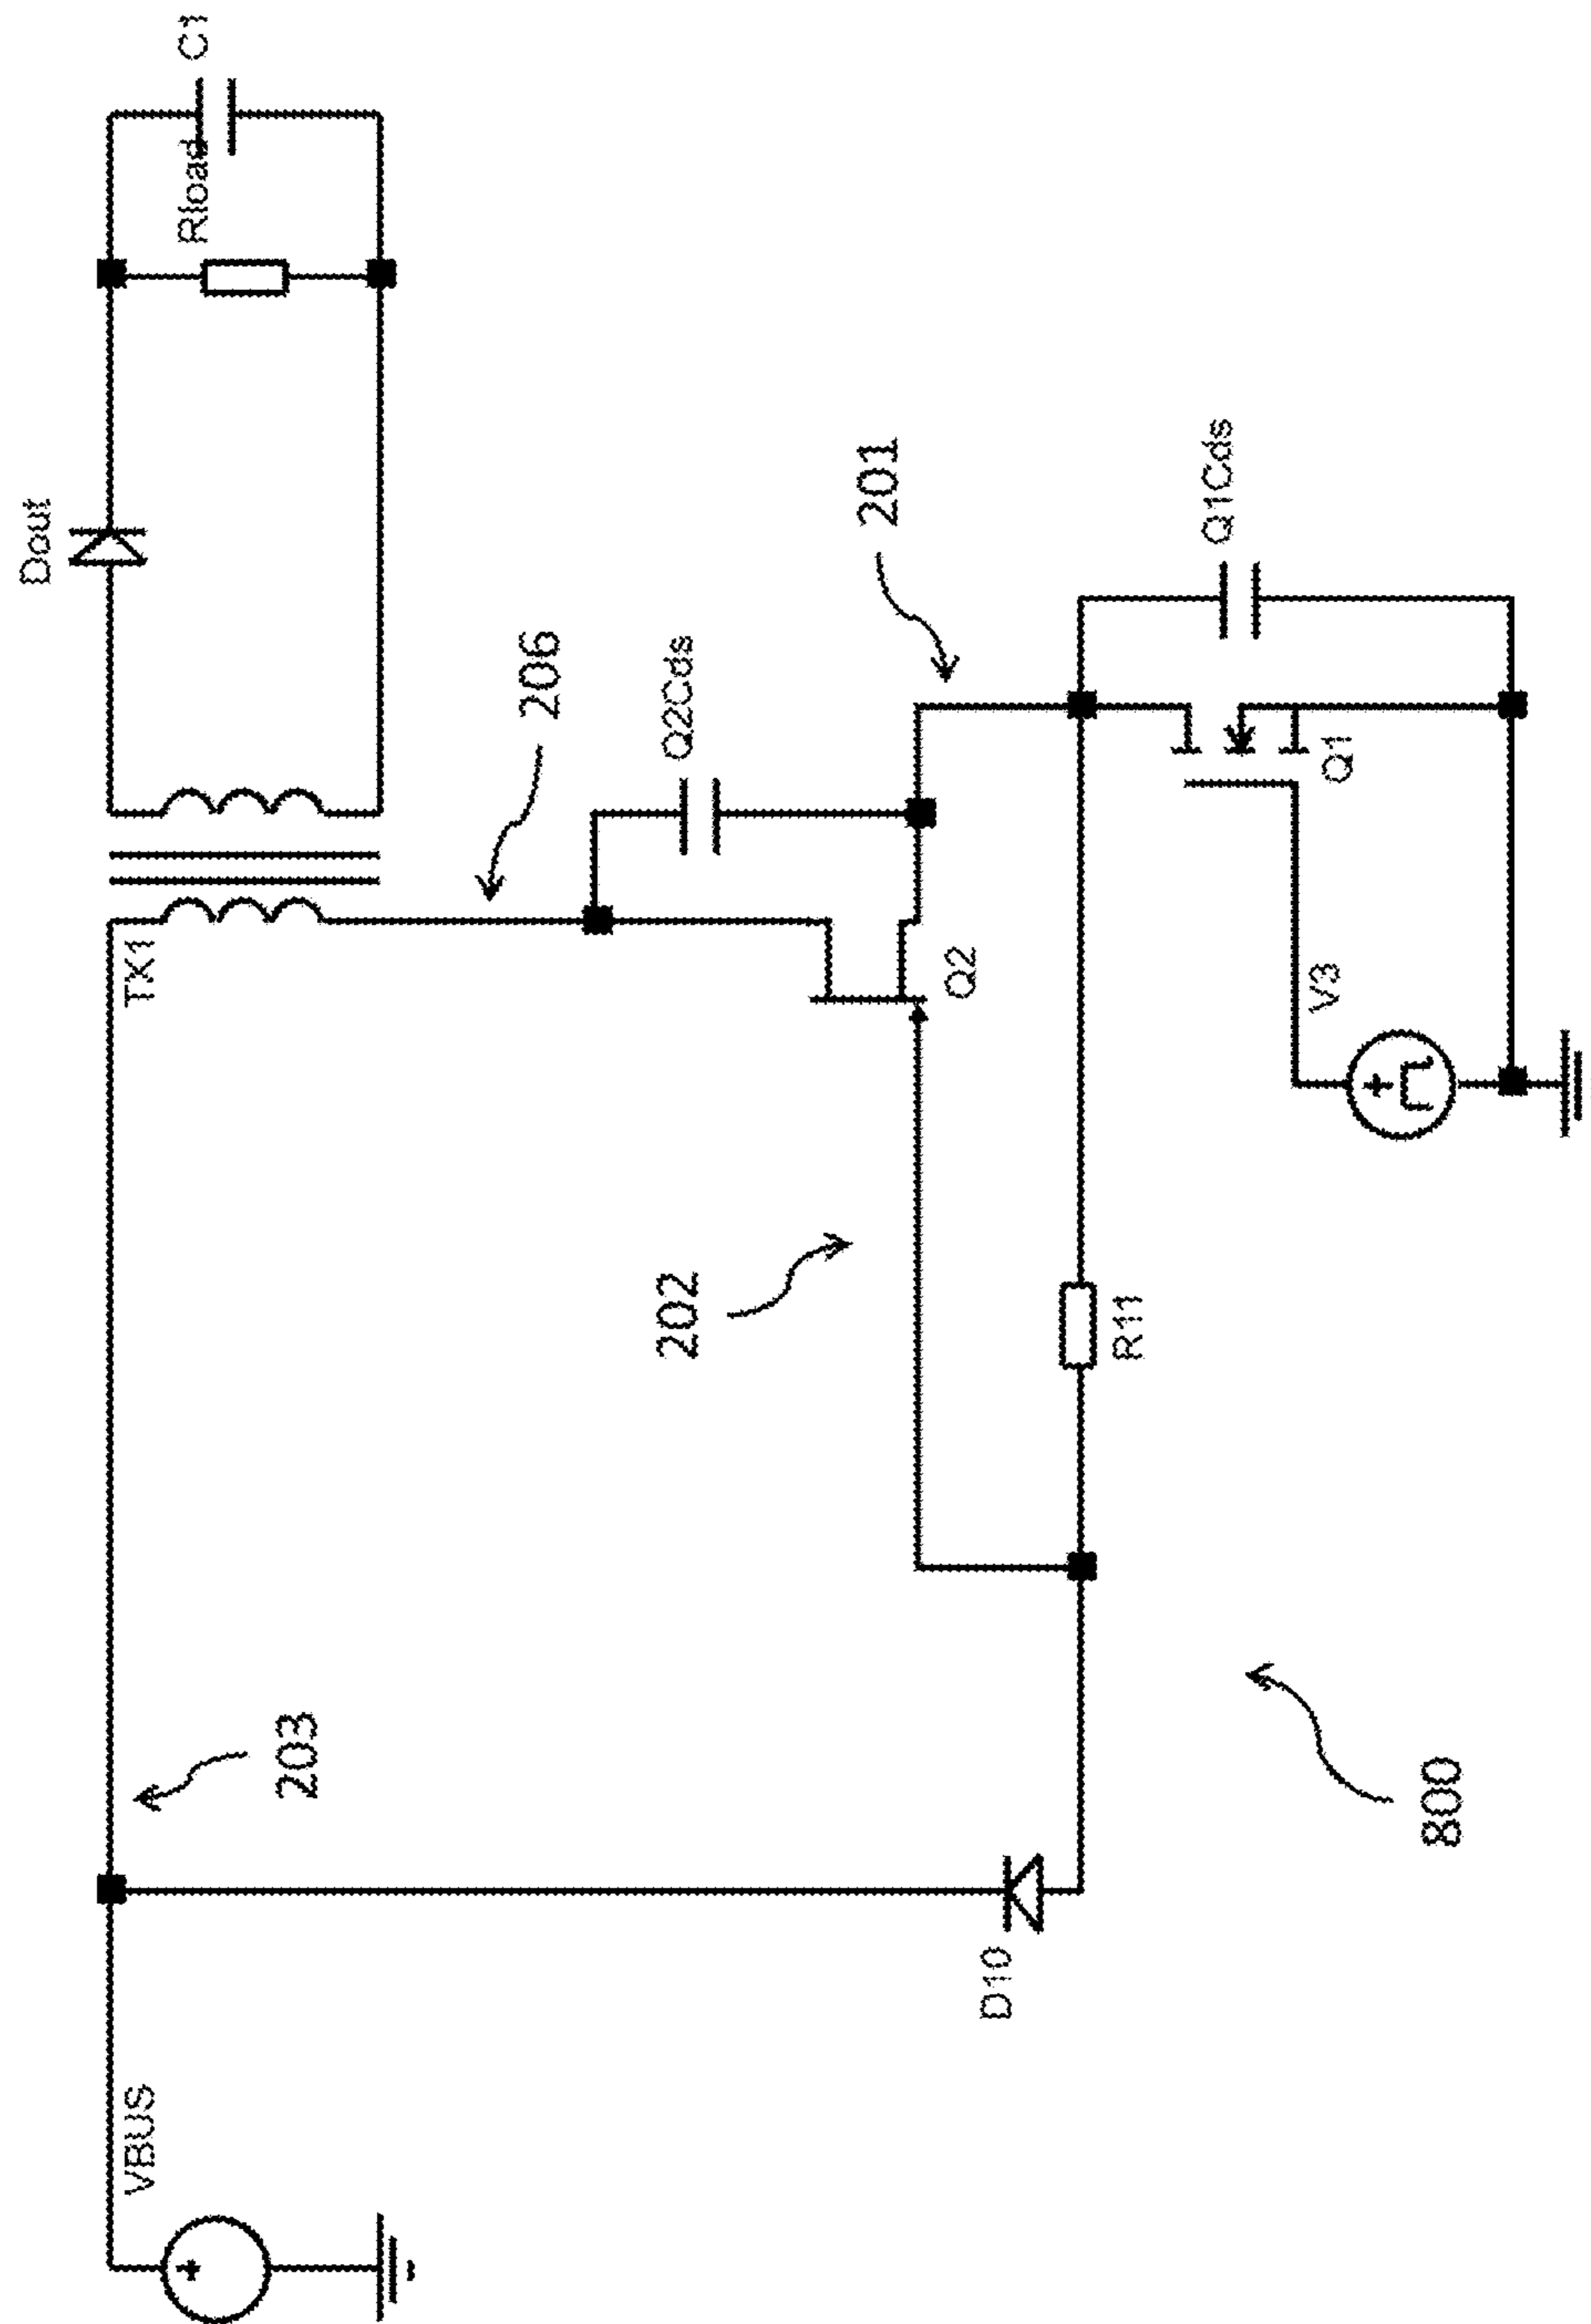 VBUS
203
TX1
Dout
Rload
C1
206
Q2Cds
202
Q2
201
D10
R11
Q1Cds
Q1
V3
800